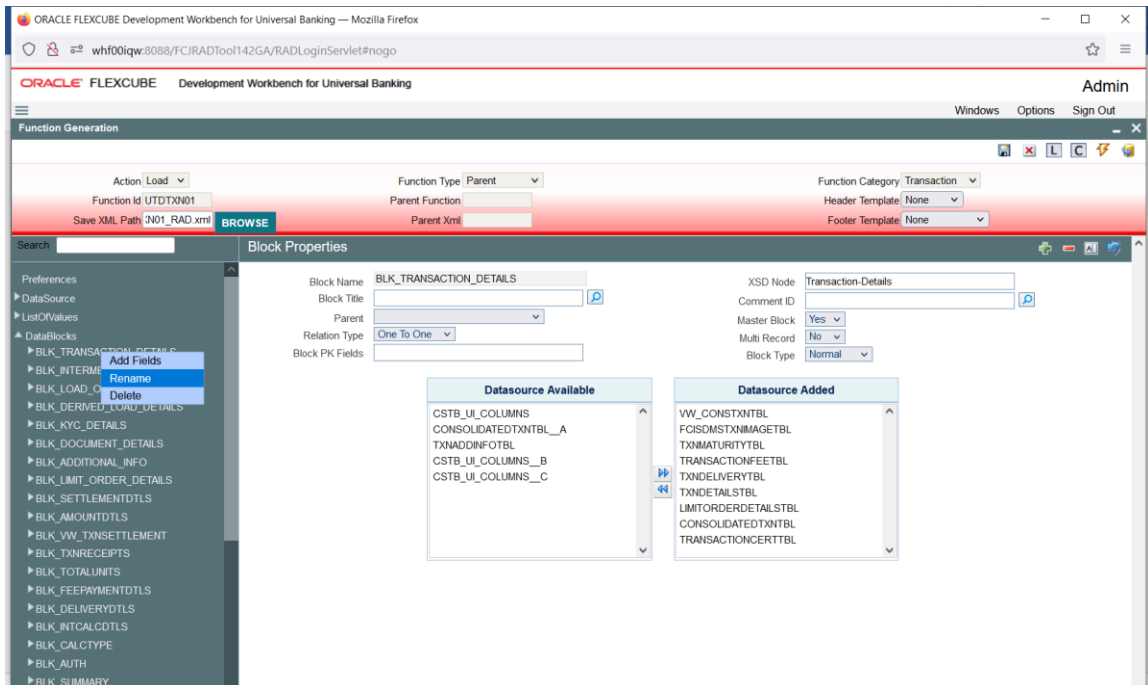 ORACLE FLEXCUBE Development Workbench for Universal Banking — Mozilla Firefox
whf00iqw:8088/FCJRADTool142GA/RADLoginServlet#nogo
ORACLE FLEXCUBE Development Workbench for Universal Banking Admin
Windows Options Sign Out
Function Generation
L C
Action Load Function Type Parent Function Category Transaction
Function Id UTDTXN01 Parent Function Header Template None
Save XML Path N01_RAD.xml BROWSE Parent Xml Footer Template None
Search Block Properties
Preferences
DataSource
ListOfValues
DataBlocks
BLK_TRANSACTION_DETAILS
Add Fields
Rename
Delete
BLK_INTERME
BLK_LOAD_O
BLK_DERIVED_LOAD_DETAILS
BLK_KYC_DETAILS
BLK_DOCUMENT_DETAILS
BLK_ADDITIONAL_INFO
BLK_LIMIT_ORDER_DETAILS
BLK_SETTLEMENTDTLS
BLK_AMOUNTDTLS
BLK_VW_TXNSETTLEMENT
BLK_TXNRECEIPTS
BLK_TOTALUNITS
BLK_FEEPAYMENTDTLS
BLK_DELIVERYDTLS
BLK_INTCALCDTLS
BLK_CALCTYPE
BLK_AUTH
BLK_SUMMARY
Block Name BLK_TRANSACTION_DETAILS XSD Node Transaction-Details
Block Title Comment ID
Parent Master Block Yes
Relation Type One To One Multi Record No
Block PK Fields Block Type Normal
Datasource Available
CSTB_UI_COLUMNS
CONSOLIDATEDTXNTBL__A
TXNADDINFOTBL
CSTB_UI_COLUMNS__B
CSTB_UI_COLUMNS__C
Datasource Added
VW_CONSTXNTBL
FCISDMSTXNIMAGETBL
TXNMATURITYTBL
TRANSACTIONFEETBL
TXNDELIVERYTBL
TXNDETAILSTBL
LIMITORDERDETAILSTBL
CONSOLIDATEDTXNTBL
TRANSACTIONCERTTBL